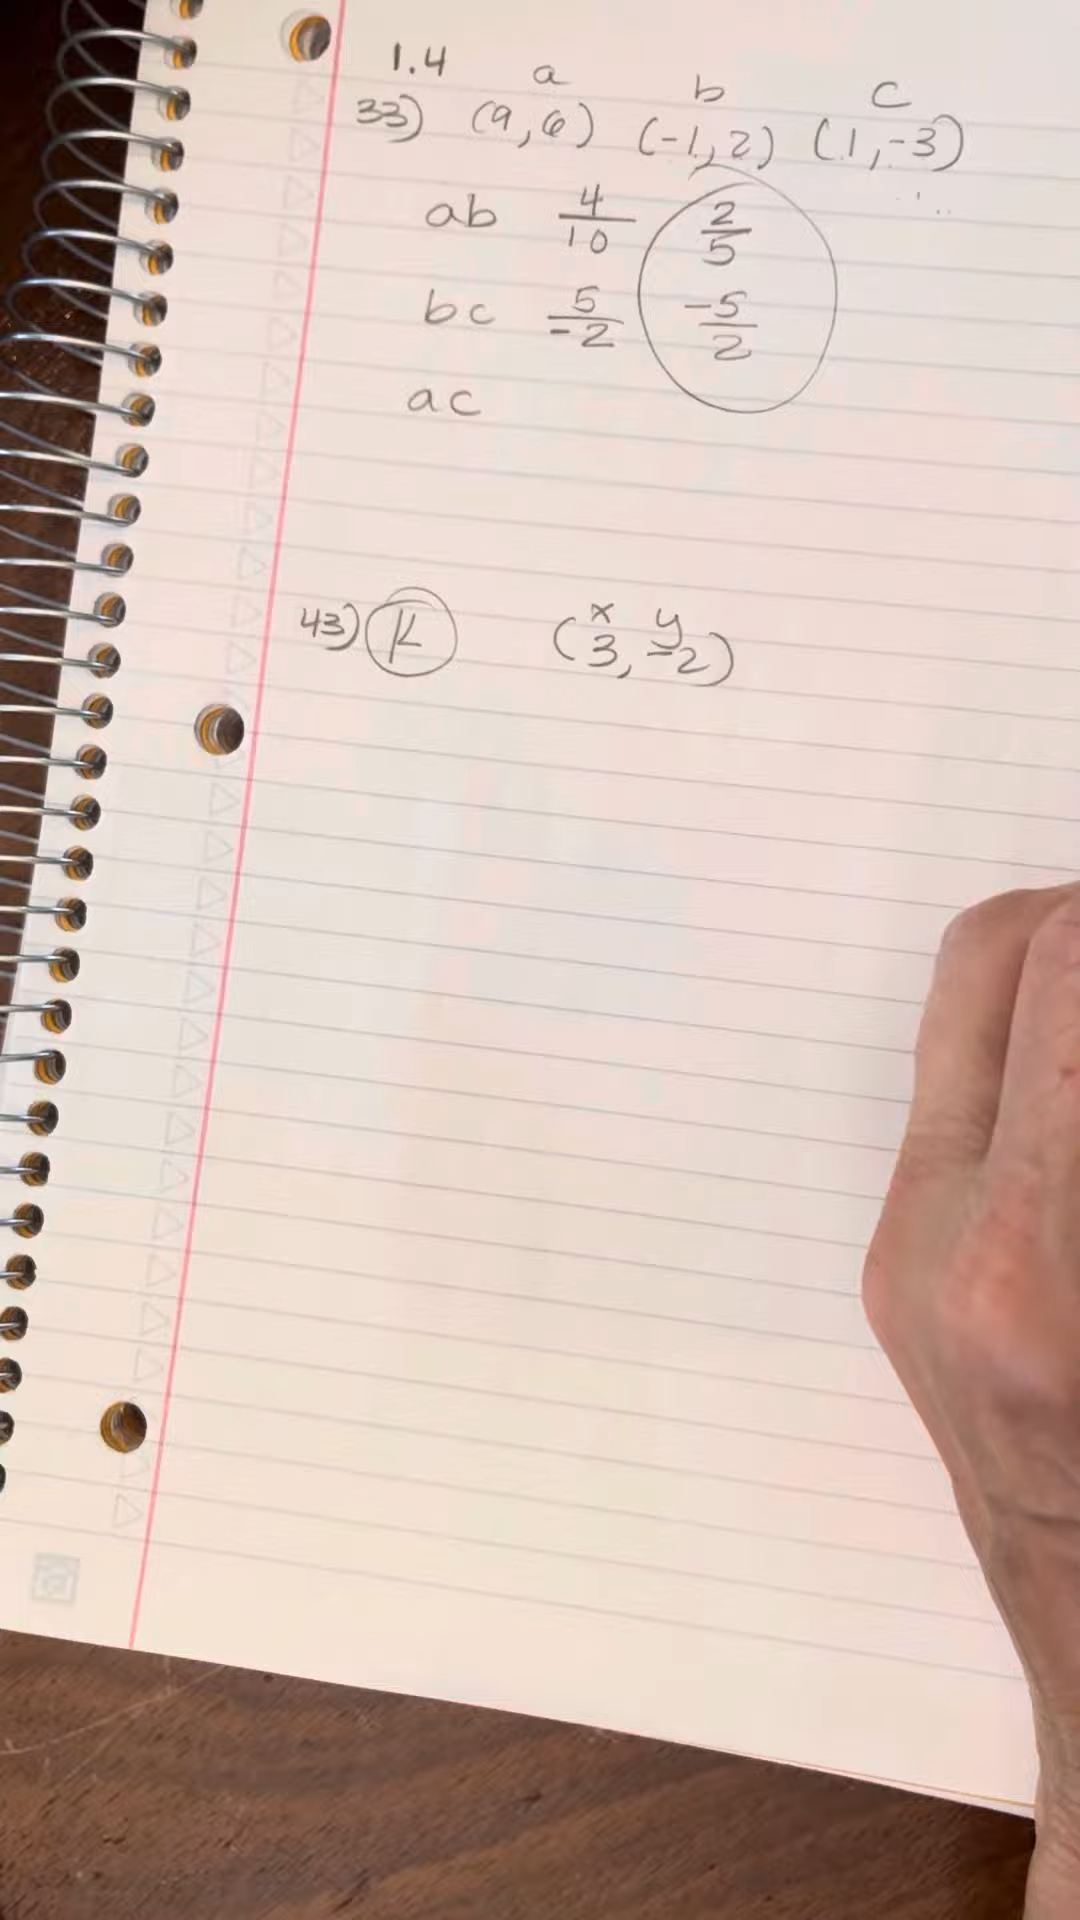 1.4
a b c
33) (9,6) (-1,2) (1,-3)
ab 4/10 2/5
bc 5/-2 -5/2
ac
43) K (3,-2)
x y